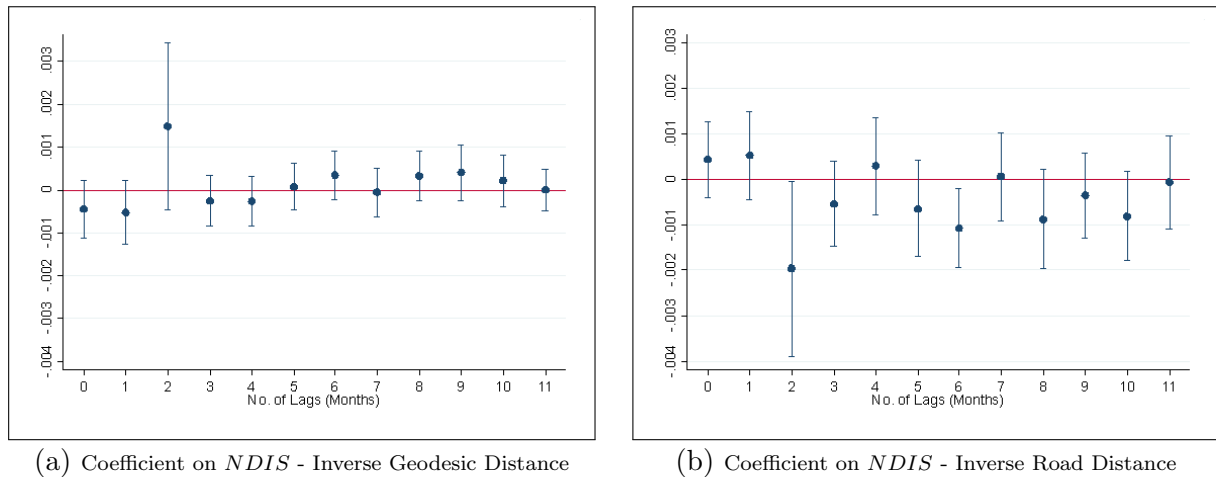 .003
.002
.001
0
-.001
-.002
-.003
-.004
0 1 2 3 4 5 6 7 8 9 10 11
No. of Lags (Months)
(a) Coefficient on NDIS - Inverse Geodesic Distance
.003
.002
.001
0
-.001
-.002
-.003
-.004
0 1 2 3 4 5 6 7 8 9 10 11
No. of Lags (Months)
(b) Coefficient on NDIS - Inverse Road Distance